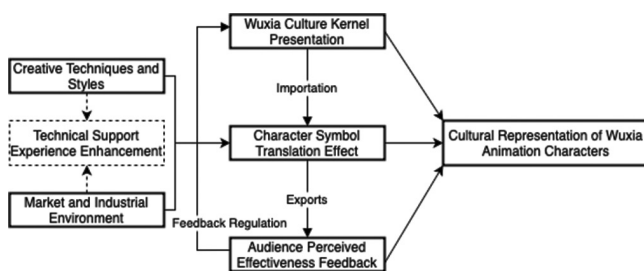 Wuxia Culture Kernel
Presentation
Creative Techniques and
Styles
Importation
Technical Support
Experience Enhancement
Character Symbol
Translation Effect
Cultural Representation of Wuxia
Animation Characters
Market and Industrial
Environment
Exports
Feedback Regulation
Audience Perceived
Effectiveness Feedback